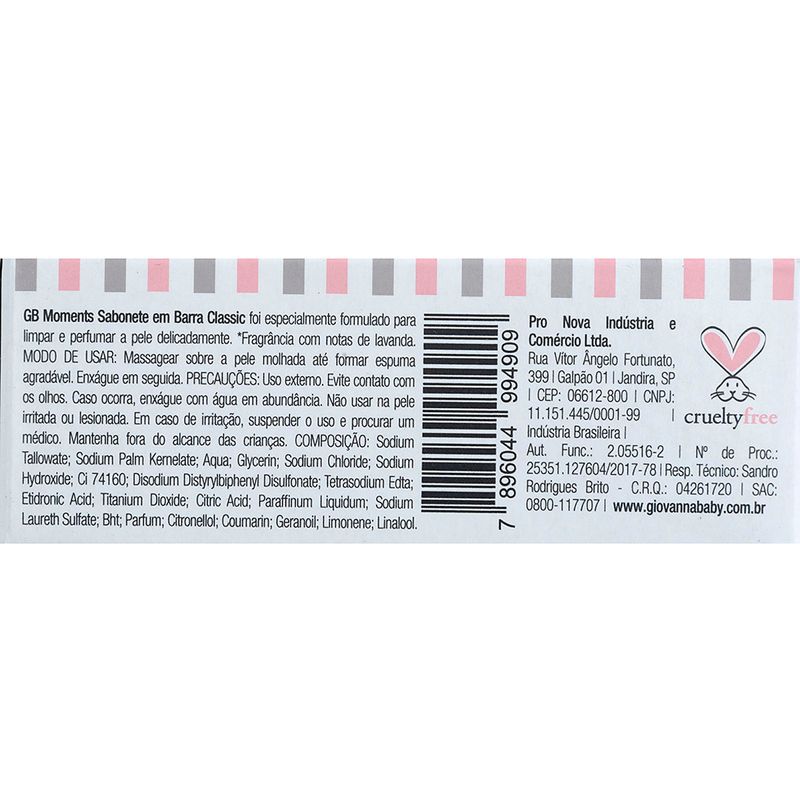 GB Moments Sabonete em Barra Classic foi especialmente formulado para
limpar e perfumar a pele delicadamente. *Fragrância com notas de lavanda.
MODO DE USAR: Massagear sobre a pele molhada até formar espuma
agradável. Enxágue em seguida. PRECAUÇÕES: Uso externo. Evite contato com
os olhos. Caso ocorra, enxágue com água em abundância. Não usar na pele
irritada ou lesionada. Em caso de irritação, suspender o uso e procurar um
médico. Mantenha fora do alcance das crianças. COMPOSIÇÃO: Sodium
Tallowate; Sodium Palm Kernelate; Aqua; Glycerin; Sodium Chloride; Sodium
Hydroxide; Ci 74160; Disodium Distyrylbiphenyl Disulfonate; Tetrasodium Edta;
Etidronic Acid; Titanium Dioxide; Citric Acid; Paraffinum Liquidum; Sodium
Laureth Sulfate; Bht; Parfum; Citronellol; Coumarin; Geraniol; Limonene; Linalool.
7 896044 994909
Pro Nova Indústria e
Comércio Ltda.
Rua Vítor Ângelo Fortunato,
399 | Galpão 01 | Jandira, SP
| CEP: 06612-800 | CNPJ:
11.151.445/0001-99 |
Indústria Brasileira |
Aut. Func.: 2.05516-2 | Nº de Proc.:
25351.127604/2017-78 | Resp. Técnico: Sandro
Rodrigues Brito - C.R.Q.: 04261720 | SAC:
0800-117707 | www.giovannababy.com.br
crueltyfree